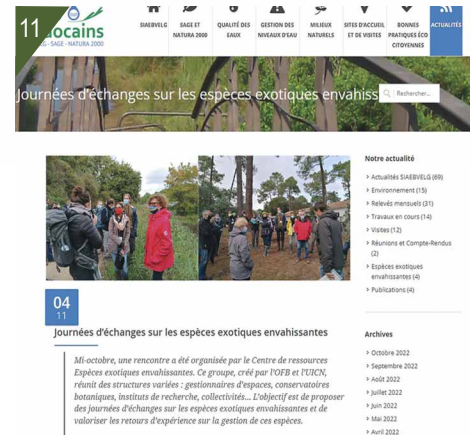 11
docains
SAGE - NATURA 2000
SIAEBVELG
SAGE ET
NATURA 2000
QUALITÉ DES
EAUX
GESTION DES
NIVEAUX D'EAU
MILIEUX
NATURELS
SITES D'ACCUEIL
ET DE VISITES
BONNES
PRATIQUES ÉCO
CITOYENNES
ACTUALITÉS
Journées d'échanges sur les espèces exotiques envahiss
Rechercher...
04
11
Journées d'échanges sur les espèces exotiques envahissantes
Mi-octobre, une rencontre a été organisée par le Centre de ressources
Espèces exotiques envahissantes. Ce groupe, créé par l'OFB et l'UICN,
réunit des structures variées : gestionnaires d'espaces, conservatoires
botaniques, instituts de recherche, collectivités... L'objectif est de proposer
des journées d'échanges sur les espèces exotiques envahissantes et de
valoriser les retours d'expérience sur la gestion de ces espèces.
Notre actualité
> Actualités SIAEBVELG (69)
> Environnement (15)
> Relevés mensuels (31)
> Travaux en cours (14)
> Visites (12)
> Réunions et Compte-Rendus
(2)
> Espèces exotiques
envahissantes (4)
> Publications (4)
Archives
> Octobre 2022
> Septembre 2022
> Août 2022
> Juillet 2022
> Juin 2022
> Mai 2022
> Avril 2022